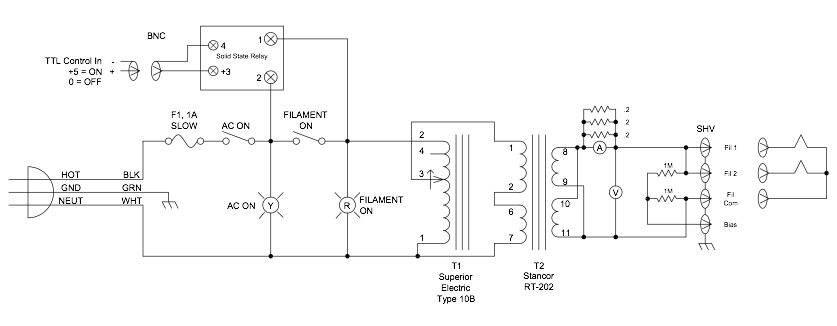 BNC
1
4
Solid State Relay
+3
2
TTL Control In -
+5 = ON +
0 = OFF
F1, 1A
SLOW
AC ON
FILAMENT
ON
.2
.2
.2
SHV
2
4
3
1
1
2
6
7
8
9
10
11
A
V
Fil 1
1M
Fil 2
1M
Fil
Com
Bias
HOT
BLK
GND
GRN
NEUT
WHT
AC ON
Y
R
FILAMENT
ON
T1
Superior
Electric
Type 10B
T2
Stancor
RT-202